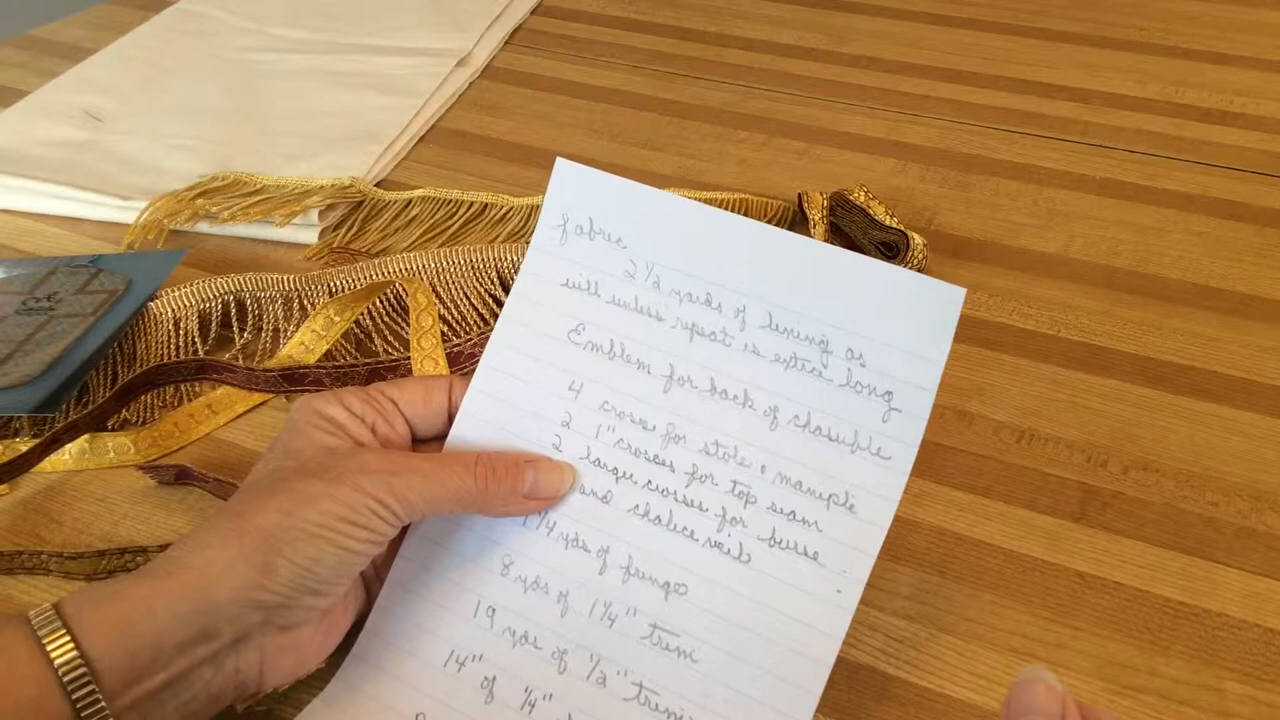 fabric
2 1/2 yards of lining as
will unless repeat is extra long
Emblem for back of chasuble
4 crosses for stole & maniple
2 1" crosses for top seam
2 larger crosses for burse
and chalice veil
1/4 yds of fringe
8 yds of 1 1/4" trim
19 yds of 1/2" trim
14" of 1/4"